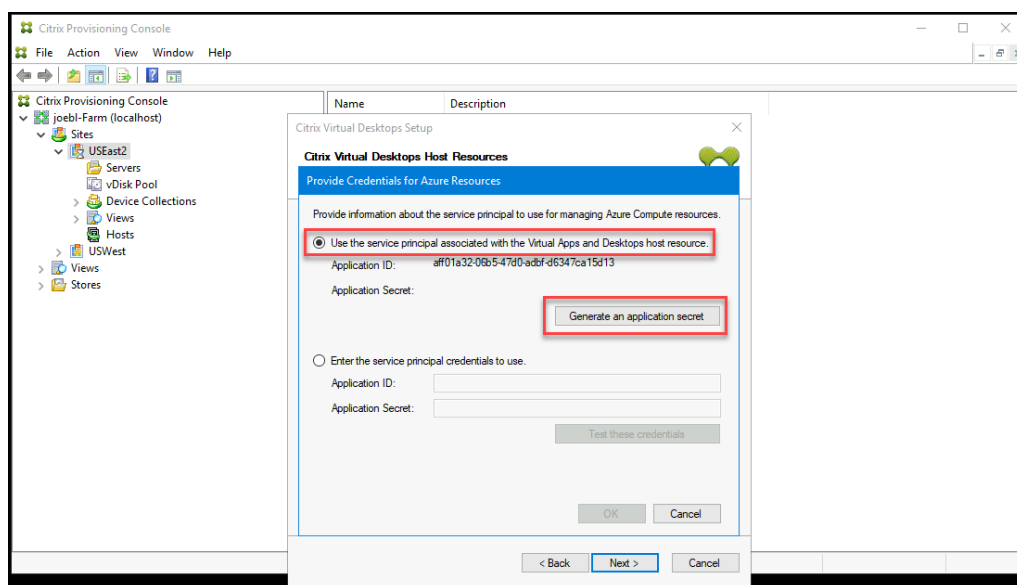 Citrix Provisioning Console
File Action View Window Help
Citrix Provisioning Console
joebl-Farm (localhost)
Sites
USEast2
Servers
vDisk Pool
Device Collections
Views
Hosts
USWest
Views
Stores
Name Description
Citrix Virtual Desktops Setup
Citrix Virtual Desktops Host Resources
Provide Credentials for Azure Resources
Provide information about the service principal to use for managing Azure Compute resources.
Use the service principal associated with the Virtual Apps and Desktops host resource.
Application ID: aff01a32-06b5-47d0-adbf-d6347ca15d13
Application Secret:
Generate an application secret
Enter the service principal credentials to use.
Application ID:
Application Secret:
Test these credentials
OK Cancel
< Back Next > Cancel